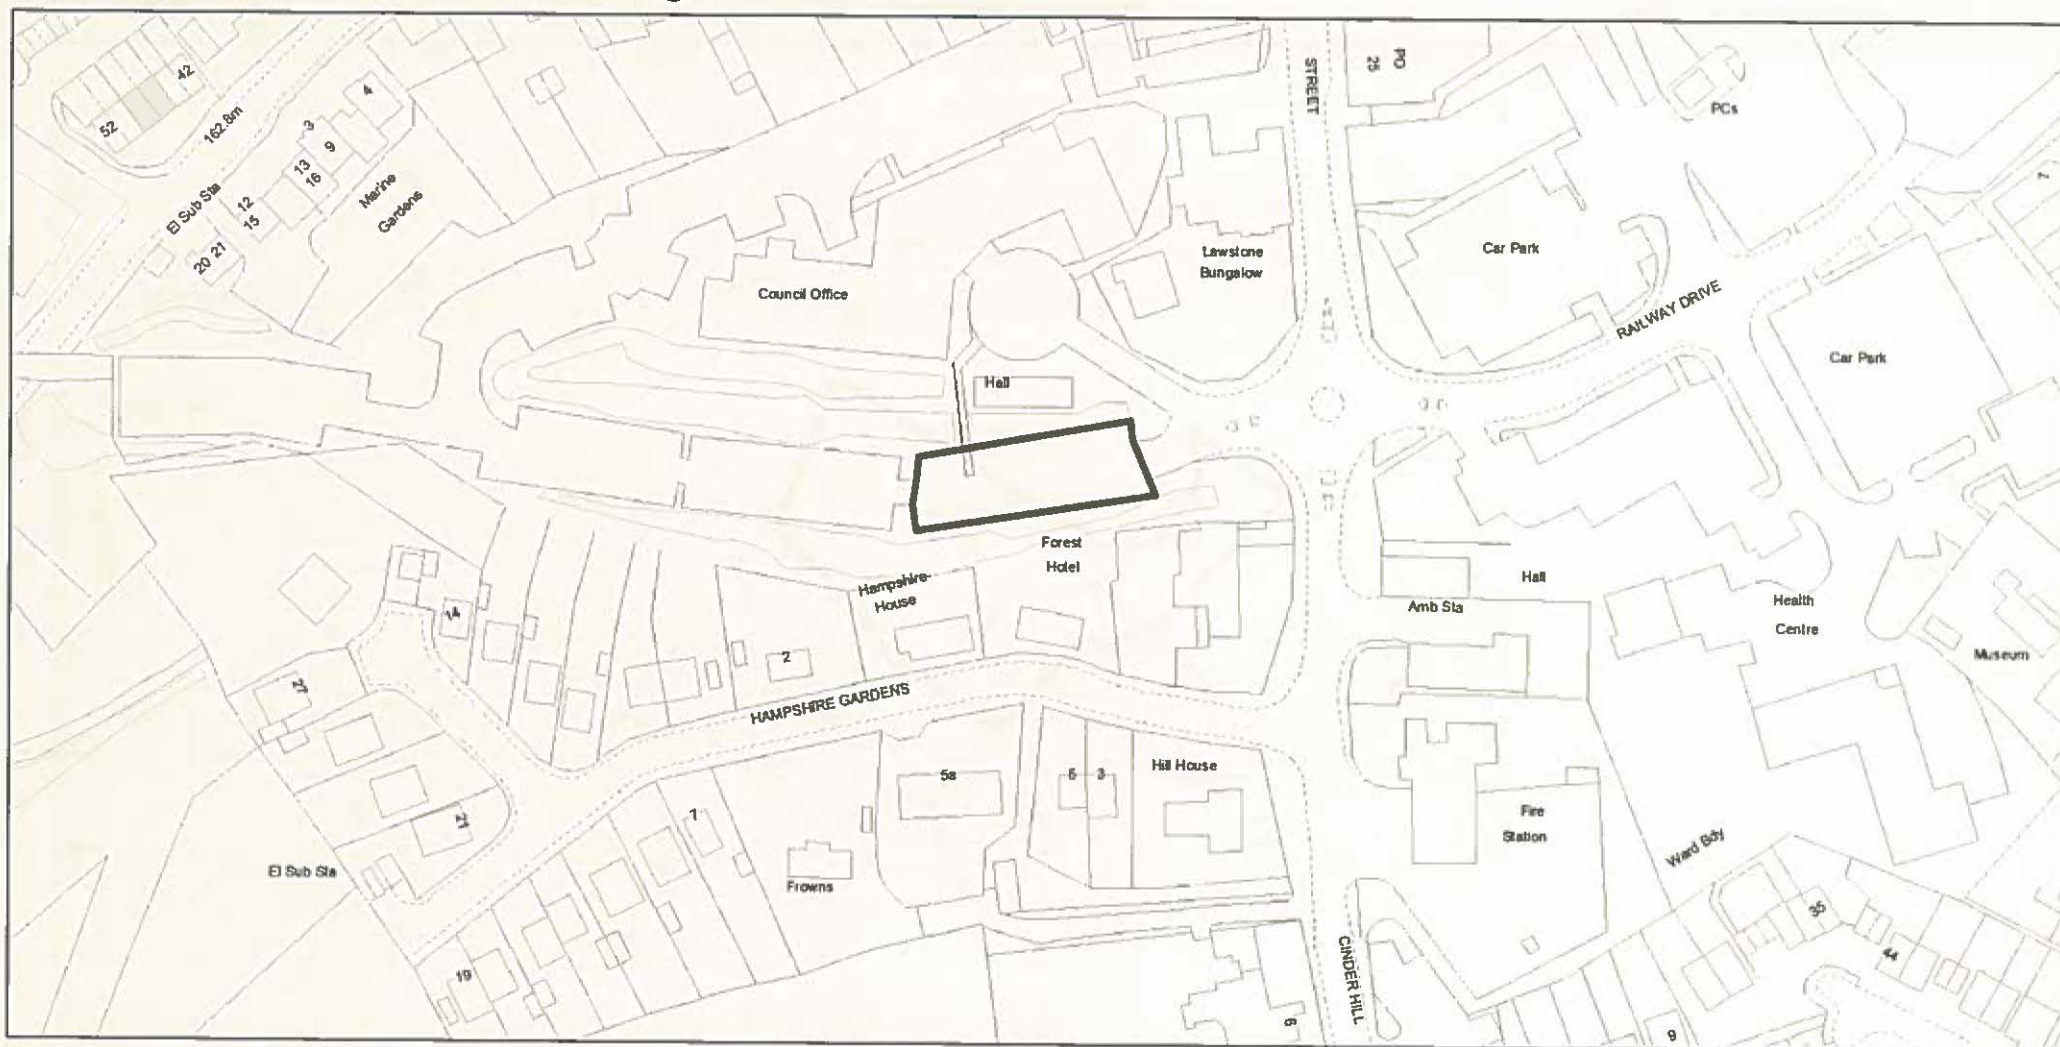 42
52
162.8m
4
3
9
13
16
12
15
El Sub Sta
20 21
Marine
Gardens
STREET
PO
25
PCs
7
Council Office
Lawstone
Bungalow
Car Park
RAILWAY DRIVE
Car Park
Hall
Forest
Hotel
Hampshire
House
14
2
27
HAMPSHIRE GARDENS
Hall
Amb Sta
Health
Centre
Museum
21
El Sub Sta
7
5a
5
3
Hill House
Frowns
19
Fire
Station
Ward Bdy
35
44
CINDER HILL
6
9